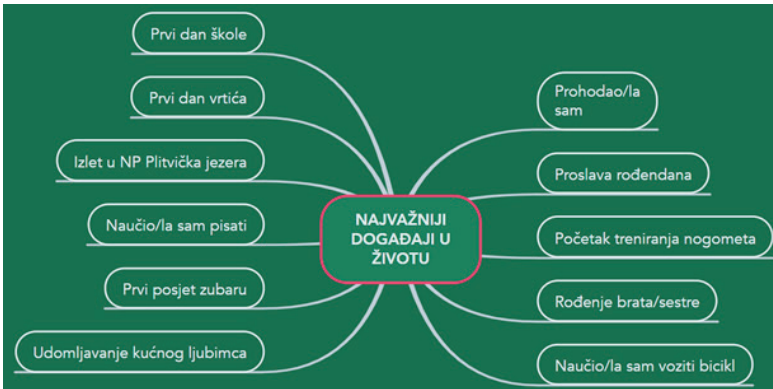 Prvi dan škole
Prvi dan vrtića
Izlet u NP Plitvička jezera
Naučio/la sam pisati
Prvi posjet zubaru
Udomljavanje kućnog ljubimca
NAJVAŽNIJI
DOGAĐAJI U
ŽIVOTU
Prohodao/la
sam
Proslava rođendana
Početak treniranja nogometa
Rođenje brata/sestre
Naučio/la sam voziti bicikl